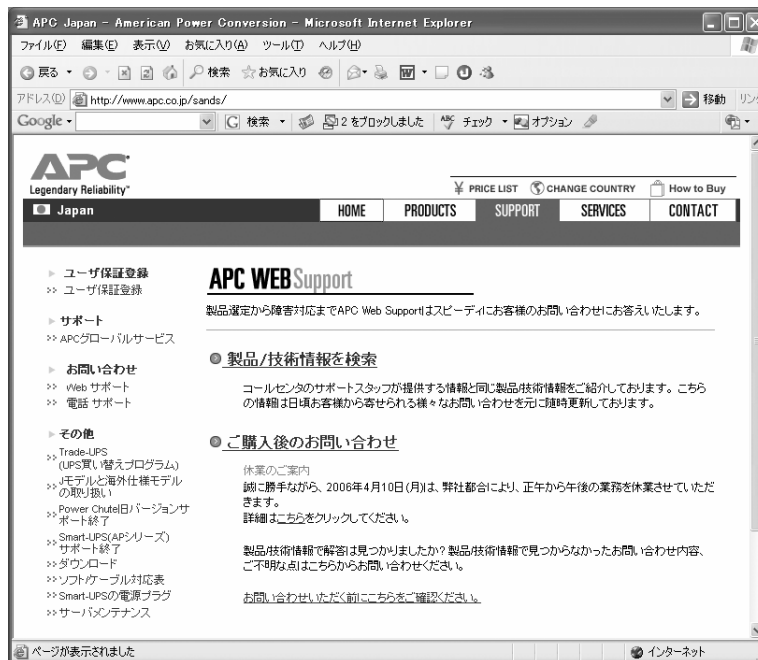 APC Japan - American Power Conversion - Microsoft Internet Explorer
ファイル(F) 編集(E) 表示(V) お気に入り(A) ツール(T) ヘルプ(H)
戻る 検索 お気に入り
アドレス(D) http://www.apc.co.jp/sands/ 移動 リンク
Google 検索 2 をブロックしました チェック オプション
APC
Legendary Reliability
PRICE LIST CHANGE COUNTRY How to Buy
Japan HOME PRODUCTS SUPPORT SERVICES CONTACT
ユーザ保証登録
>> ユーザ保証登録
サポート
>> APCグローバルサービス
お問い合わせ
>> Web サポート
>> 電話 サポート
その他
>> Trade-UPS
(UPS買い替えプログラム)
>> Jモデルと海外仕様モデル
の取り扱い
>> Power Chute旧バージョンサ
ポート終了
>> Smart-UPS(APシリーズ)
サポート終了
>> ダウンロード
>> ソフト/ケーブル対応表
>> Smart-UPSの電源プラグ
>> サーバメンテナンス
APC WEB Support
製品選定から障害対応までAPC Web Supportはスピーディにお客様のお問い合わせにお答えいたします。
製品/技術情報を検索
コールセンタのサポートスタッフが提供する情報と同じ製品/技術情報をご紹介しております。こちら
の情報は日頃お客様から寄せられる様々なお問い合わせを元に随時更新しております。
ご購入後のお問い合わせ
休業のご案内
誠に勝手ながら、2006年4月10日(月)は、弊社都合により、正午から午後の業務を休業させていただ
きます。
詳細はこちらをクリックしてください。
製品/技術情報で解答は見つかりましたか？製品/技術情報で見つからなかったお問い合わせ内容、
ご不明な点はこちらからお問い合わせください。
お問い合わせいただく前にこちらをご確認ください。
ページが表示されました インターネット